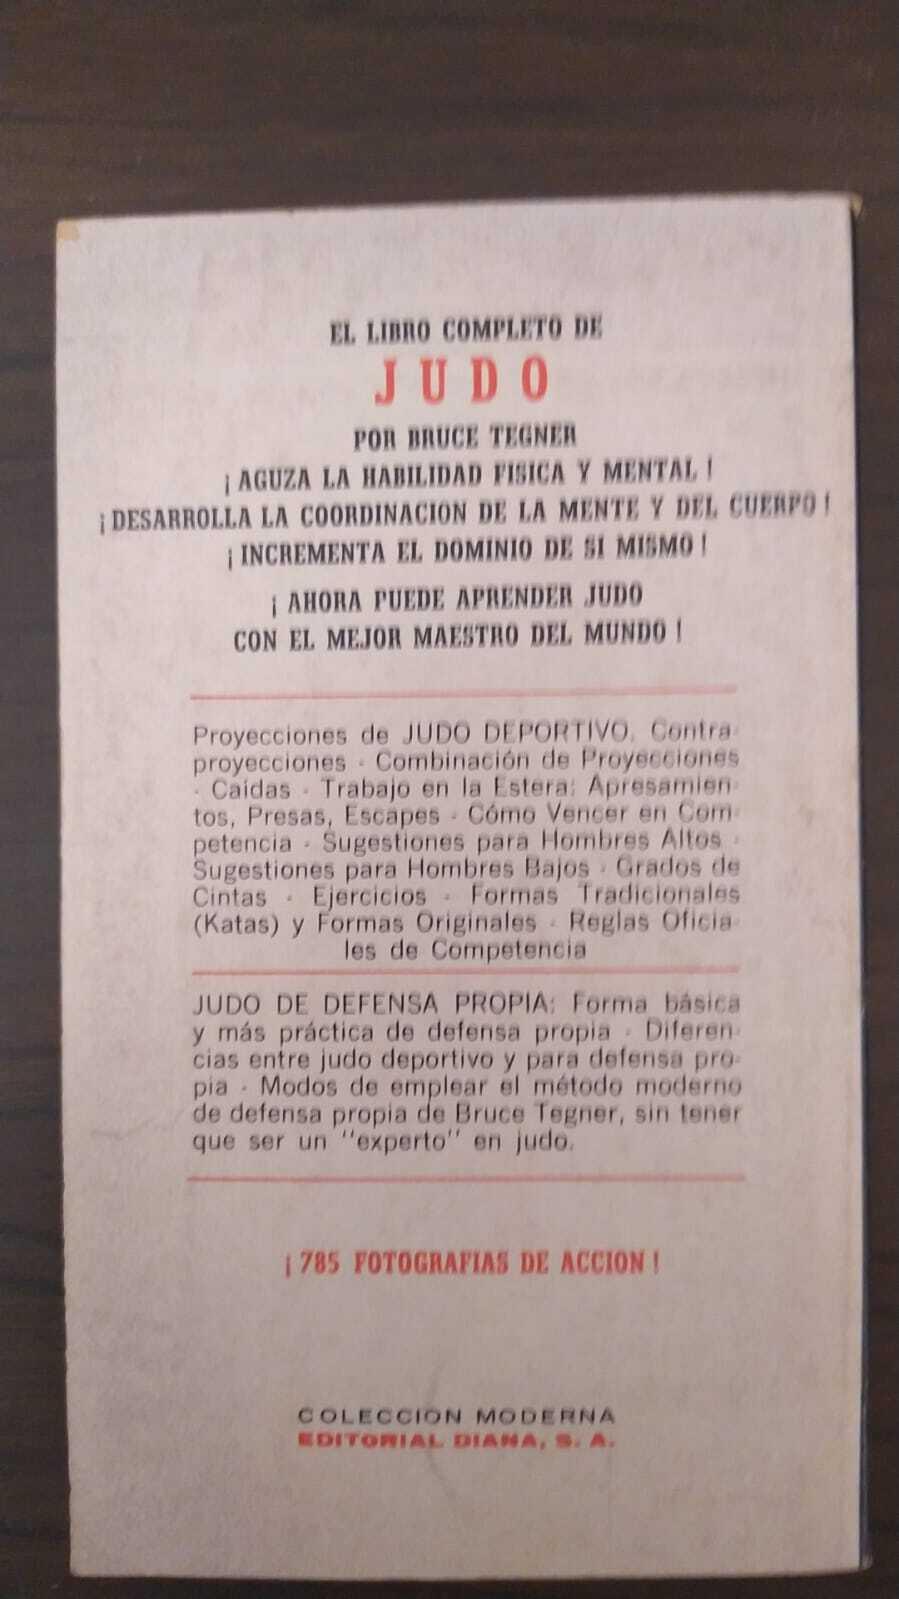 EL LIBRO COMPLETO DE
JUDO
POR BRUCE TEGNER
¡AGUZA LA HABILIDAD FISICA Y MENTAL!
¡DESARROLLA LA COORDINACION DE LA MENTE Y DEL CUERPO!
¡INCREMENTA EL DOMINIO DE SI MISMO!
¡AHORA PUEDE APRENDER JUDO
CON EL MEJOR MAESTRO DEL MUNDO!
Proyecciones de JUDO DEPORTIVO. Contra-
proyecciones - Combinación de Proyecciones
- Caidas - Trabajo en la Estera: Apresamien-
tos, Presas, Escapes - Cómo Vencer en Com-
petencia - Sugestiones para Hombres Altos -
Sugestiones para Hombres Bajos - Grados de
Cintas - Ejercicios - Formas Tradicionales
(Katas) y Formas Originales - Reglas Oficia-
les de Competencia
JUDO DE DEFENSA PROPIA: Forma básica
y más práctica de defensa propia - Diferen-
cias entre judo deportivo y para defensa pro-
pia - Modos de emplear el método moderno
de defensa propia de Bruce Tegner, sin tener
que ser un "experto" en judo.
¡785 FOTOGRAFIAS DE ACCION!
COLECCION MODERNA
EDITORIAL DIANA, S. A.